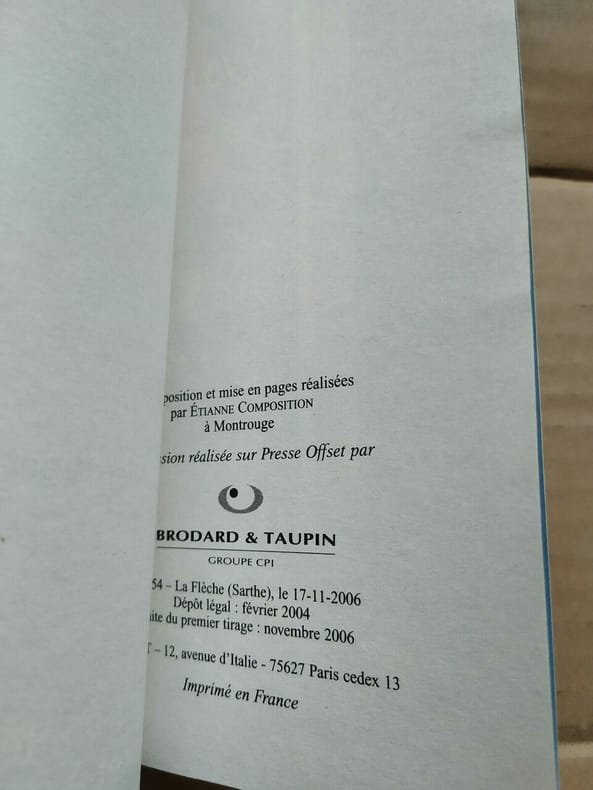 position et mise en pages réalisées
par ÉTIANNE COMPOSITION
à Montrouge
sion réalisée sur Presse Offset par
BRODARD & TAUPIN
GROUPE CPI
54 – La Flèche (Sarthe), le 17-11-2006
Dépôt légal : février 2004
ite du premier tirage : novembre 2006
– 12, avenue d'Italie - 75627 Paris cedex 13
Imprimé en France